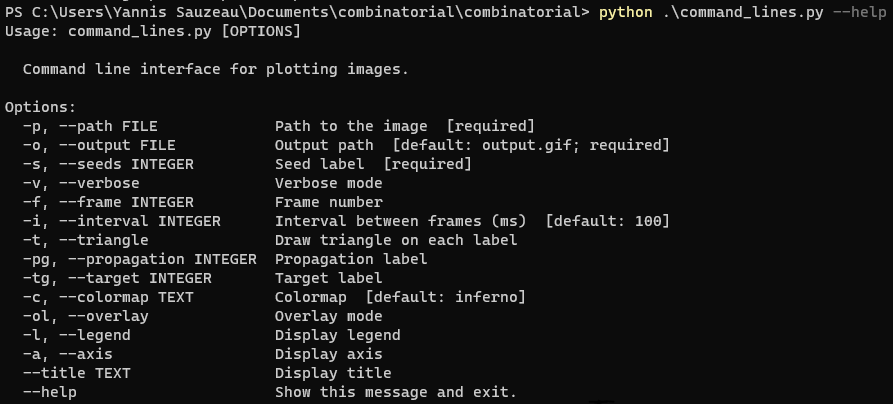 PS C:\Users\Yannis Sauzeau\Documents\combinatorial\combinatorial> python .\command_lines.py --help
Usage: command_lines.py [OPTIONS]
Command line interface for plotting images.
Options:
-p, --path FILE Path to the image [required]
-o, --output FILE Output path [default: output.gif; required]
-s, --seeds INTEGER Seed label [required]
-v, --verbose Verbose mode
-f, --frame INTEGER Frame number
-i, --interval INTEGER Interval between frames (ms) [default: 100]
-t, --triangle Draw triangle on each label
-pg, --propagation INTEGER Propagation label
-tg, --target INTEGER Target label
-c, --colormap TEXT Colormap [default: inferno]
-ol, --overlay Overlay mode
-l, --legend Display legend
-a, --axis Display axis
--title TEXT Display title
--help Show this message and exit.